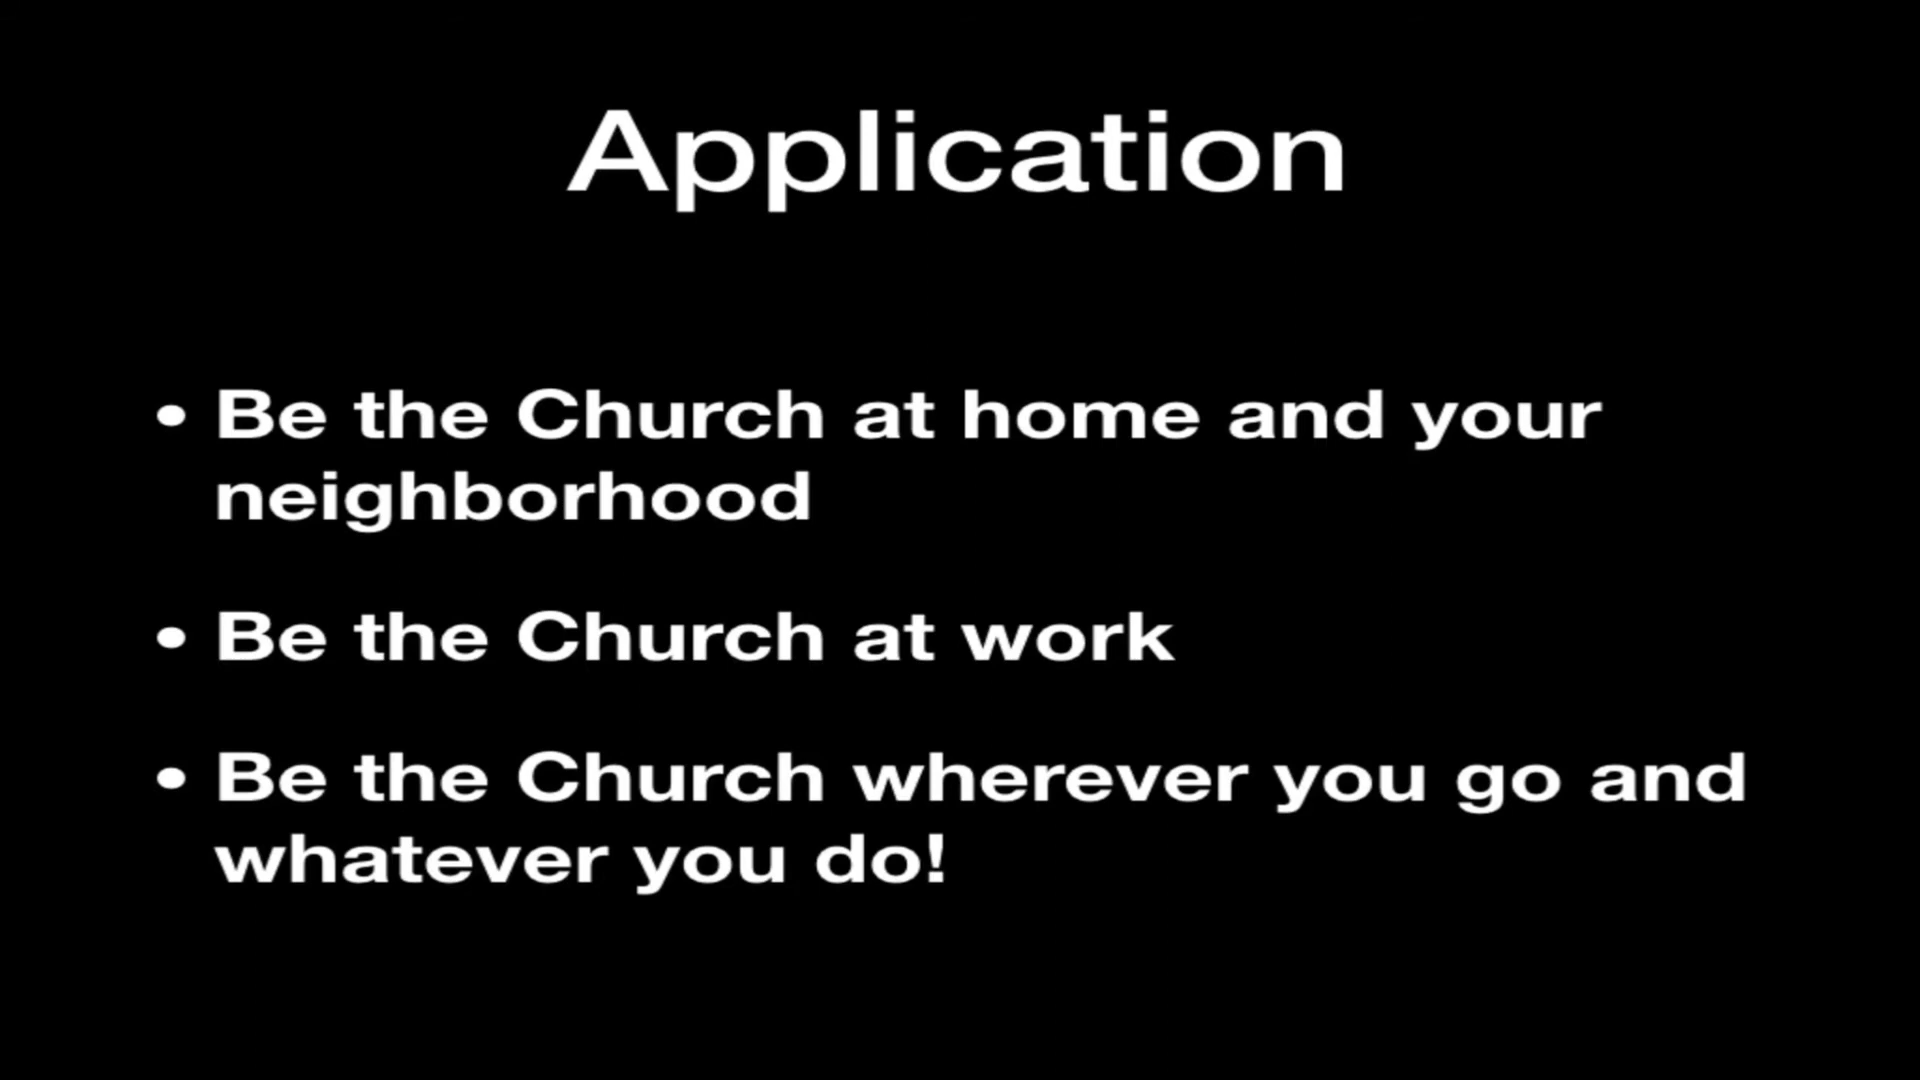 Application
• Be the Church at home and your
neighborhood
• Be the Church at work
• Be the Church wherever you go and
whatever you do!